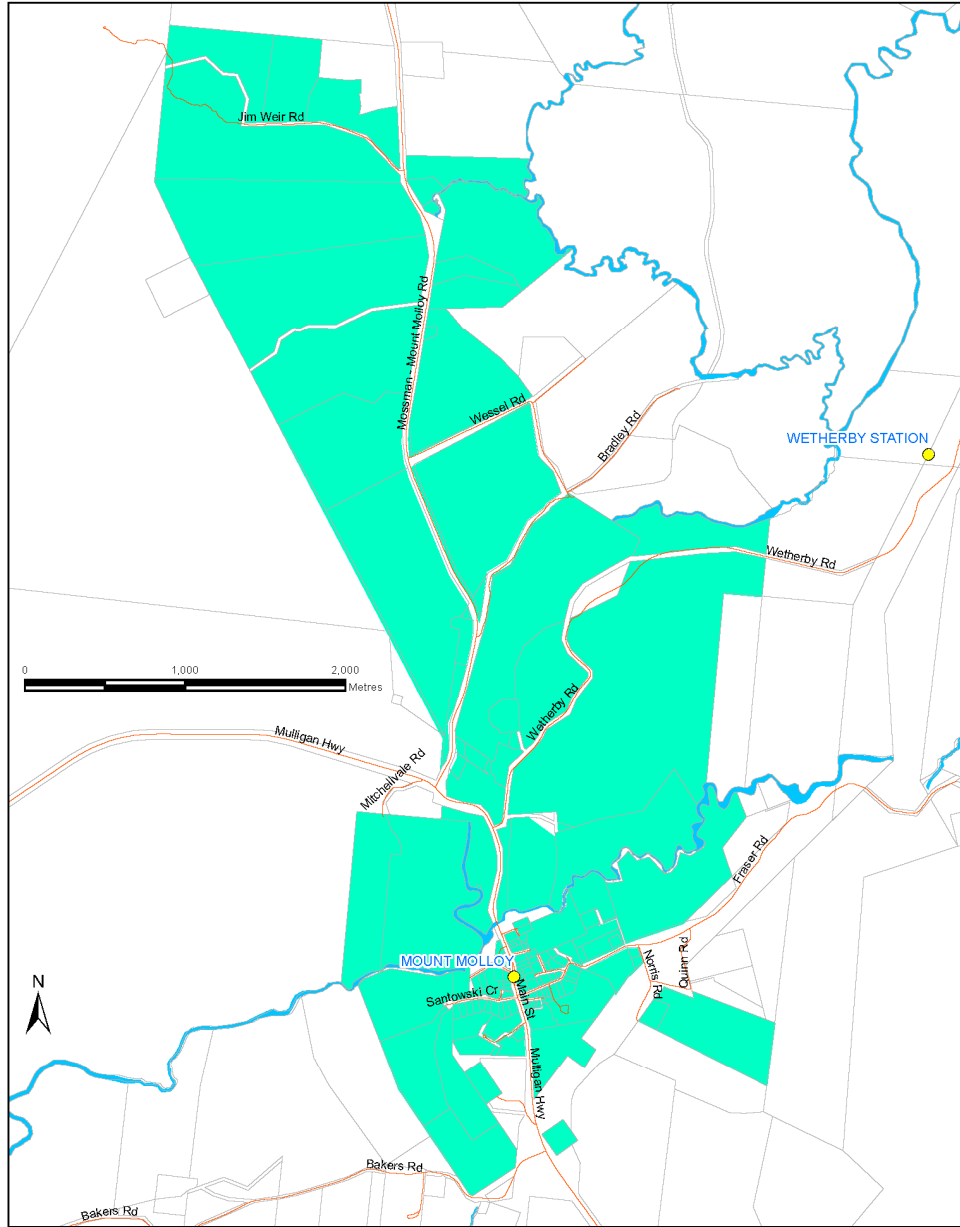 Jim Weir Rd
Mossman - Mount Molloy Rd
Wessel Rd
Bradley Rd
WETHERBY STATION
Wetherby Rd
0 1,000 2,000
Metres
Wetherby Rd
Mulligan Hwy
Mitchellvale Rd
Fraser Rd
MOUNT MOLLOY
Norris Rd
Quinn Rd
N
Santowski Cr
Main St
Mulligan Hwy
Bakers Rd
Bakers Rd